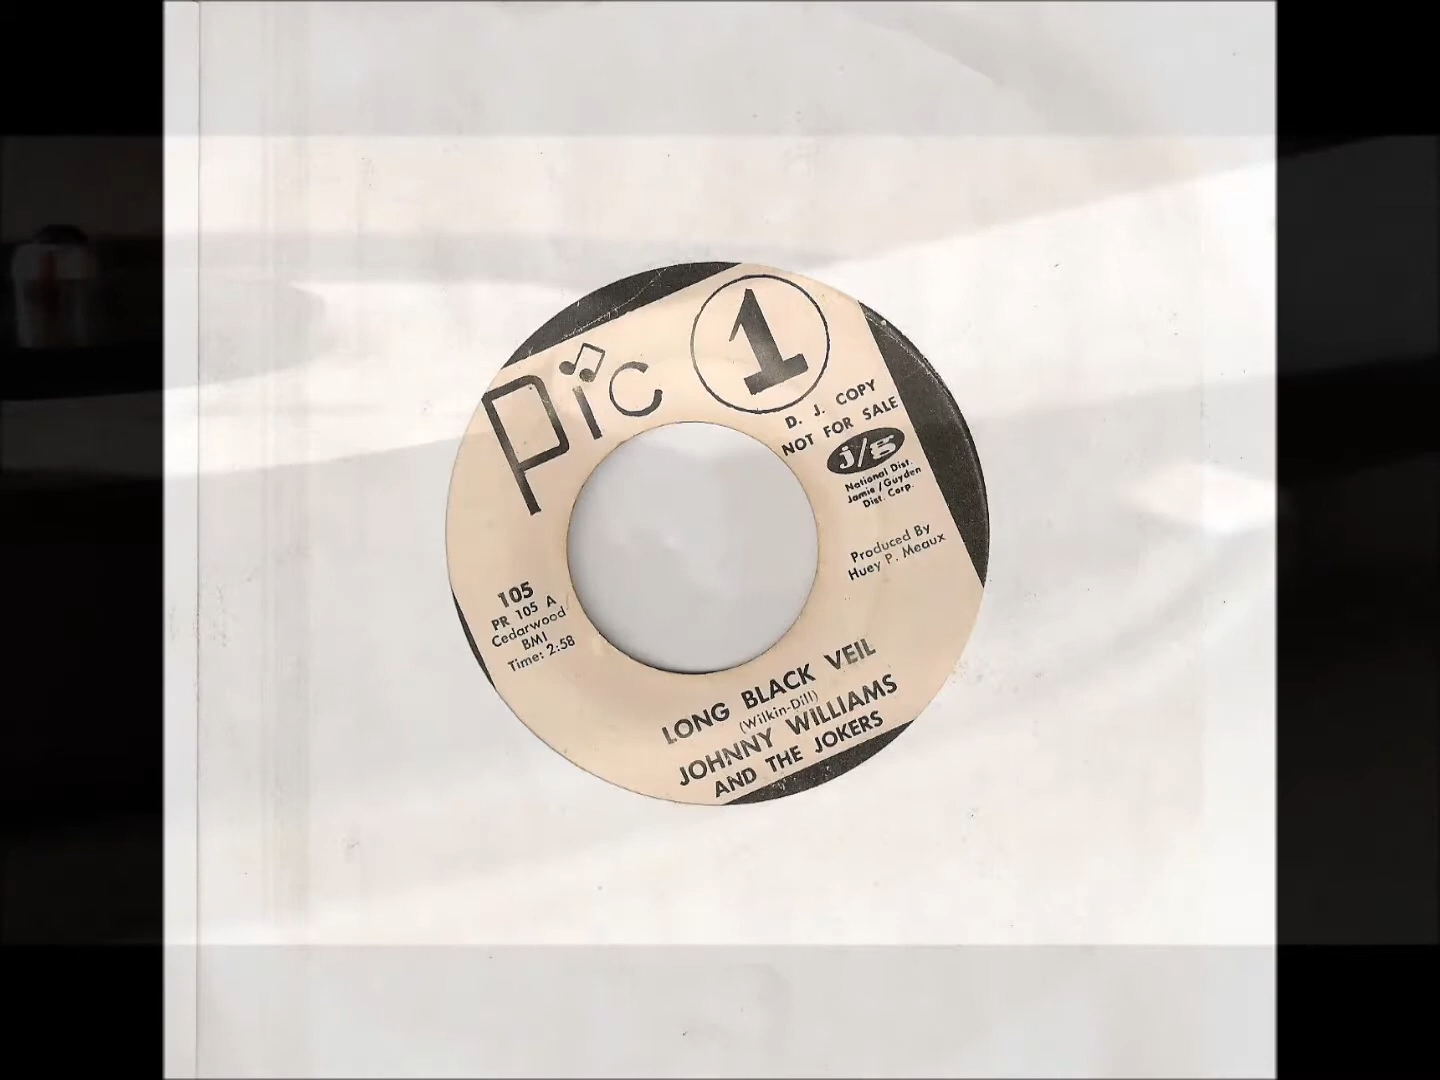 Pic 1
D. J. COPY
NOT FOR SALE
j/g
National Dist.
Jamie/Guyden
Dist. Corp.
Produced By
Huey P. Meaux
105
PR 105 A
Cedarwood
BMI
Time: 2:58
LONG BLACK VEIL
(Wilkin-Dill)
JOHNNY WILLIAMS
AND THE JOKERS